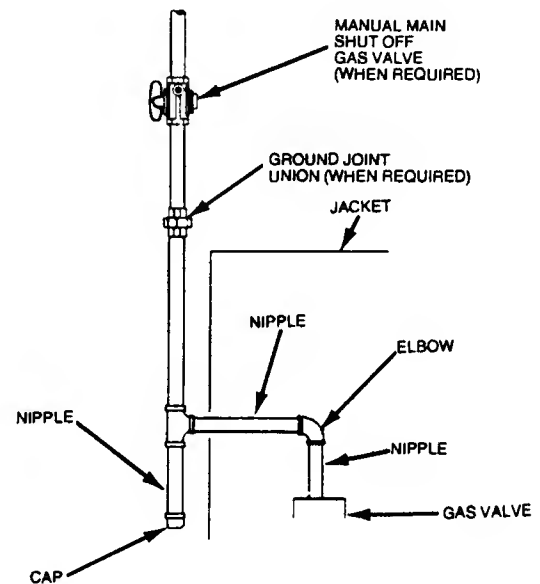 MANUAL MAIN
SHUT OFF
GAS VALVE
(WHEN REQUIRED)
GROUND JOINT
UNION (WHEN REQUIRED)
JACKET
NIPPLE
ELBOW
NIPPLE
NIPPLE
GAS VALVE
CAP